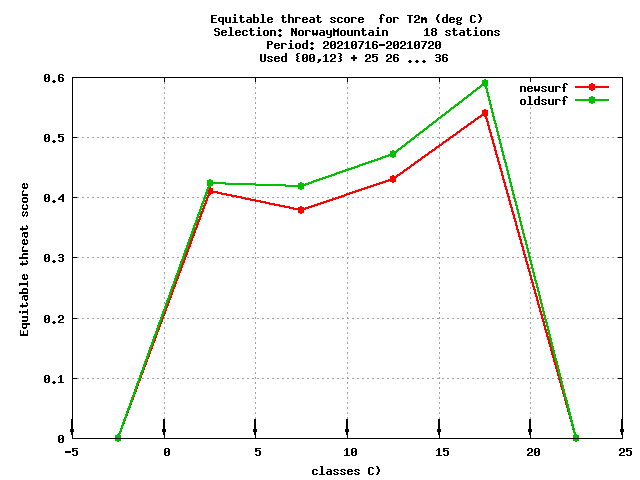 Equitable threat score  for T2m (deg C)
Selection: NorwayMountain     18 stations
Period: 20210716-20210720
Used {00,12} + 25 26 ... 36
newsurf
oldsurf
Equitable threat score
0.6
0.5
0.4
0.3
0.2
0.1
0
-5 0 5 10 15 20 25
classes C)